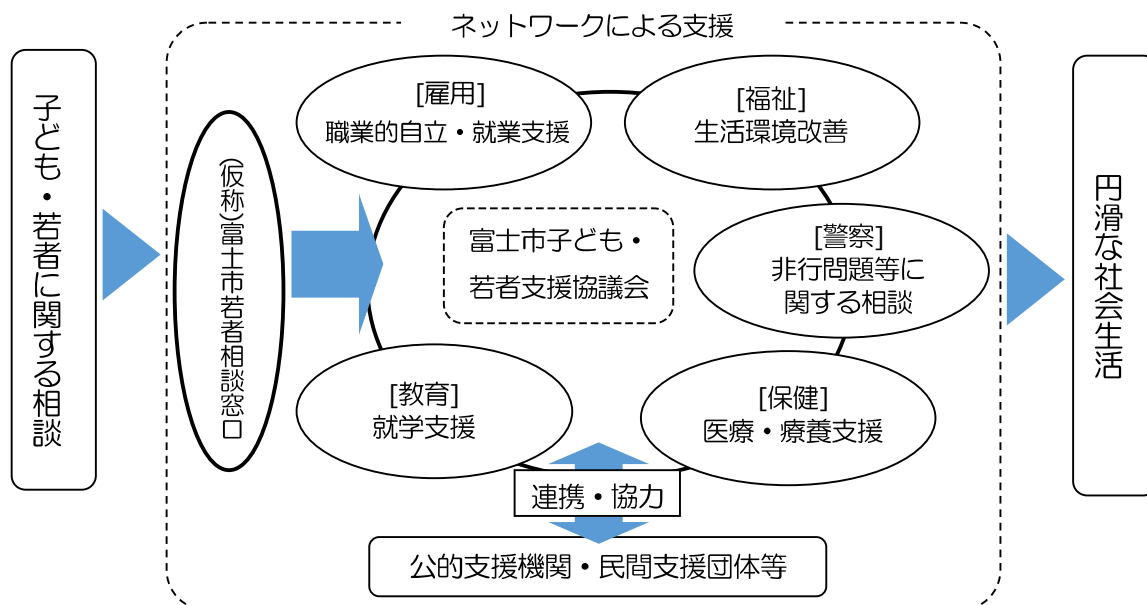 ネットワークによる支援
子ども・若者に関する相談
(仮称)富士市若者相談窓口
[雇用]
職業的自立・就業支援
[福祉]
生活環境改善
富士市子ども・
若者支援協議会
[警察]
非行問題等に
関する相談
[教育]
就学支援
[保健]
医療・療養支援
連携・協力
公的支援機関・民間支援団体等
円滑な社会生活